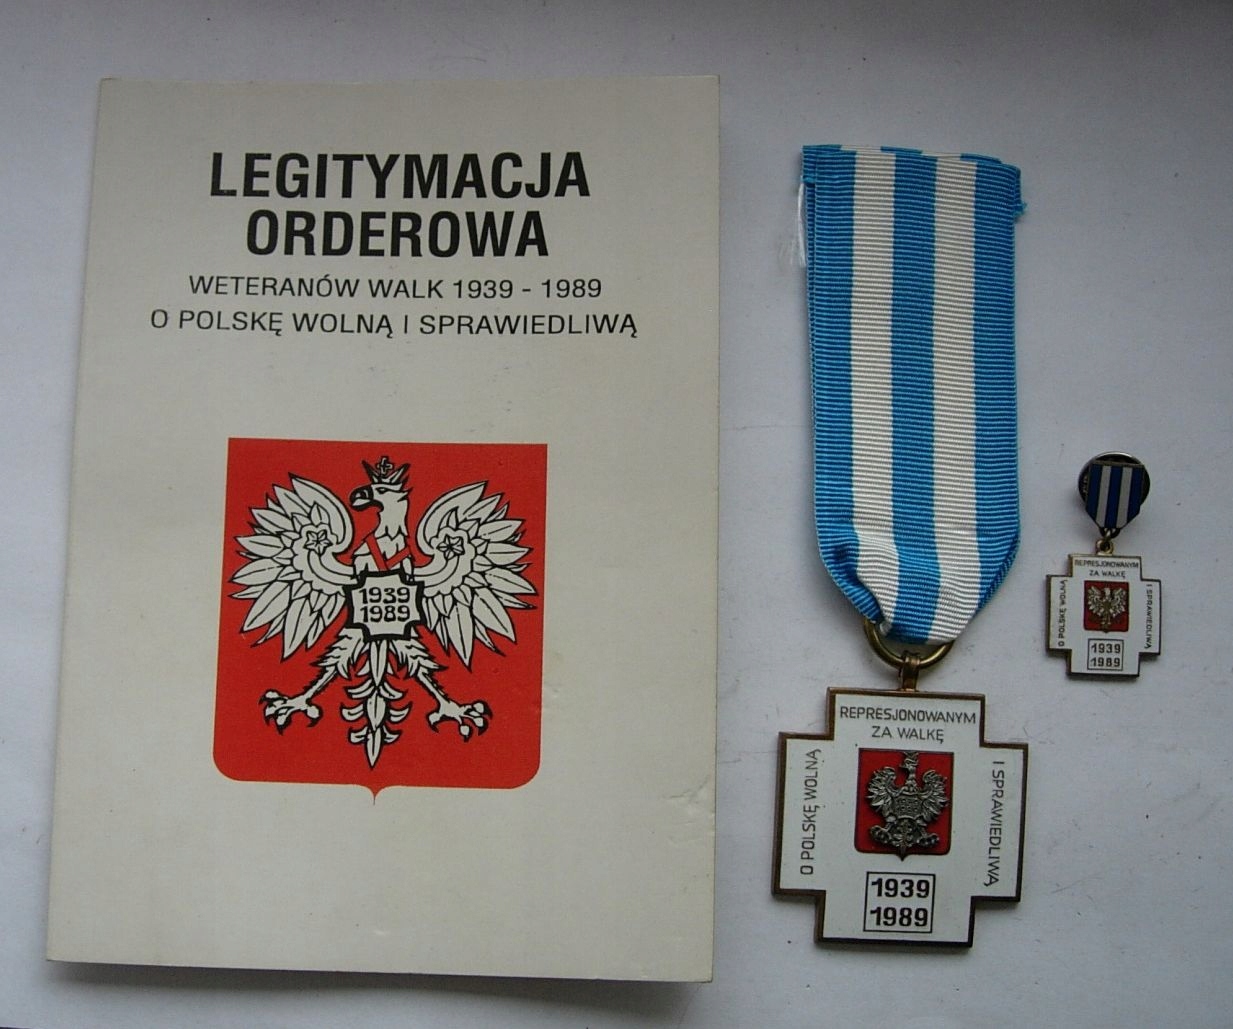 LEGITYMACJA
ORDEROWA
WETERANÓW WALK 1939 - 1989
O POLSKĘ WOLNĄ I SPRAWIEDLIWĄ
1939
1989
REPRESJONOWANYM
ZA WALKĘ
O POLSKĘ WOLNĄ
I SPRAWIEDLIWĄ
1939
1989
REPRESJONOWANYM
ZA WALKĘ
O POLSKĘ WOLNĄ
I SPRAWIEDLIWĄ
1939
1989